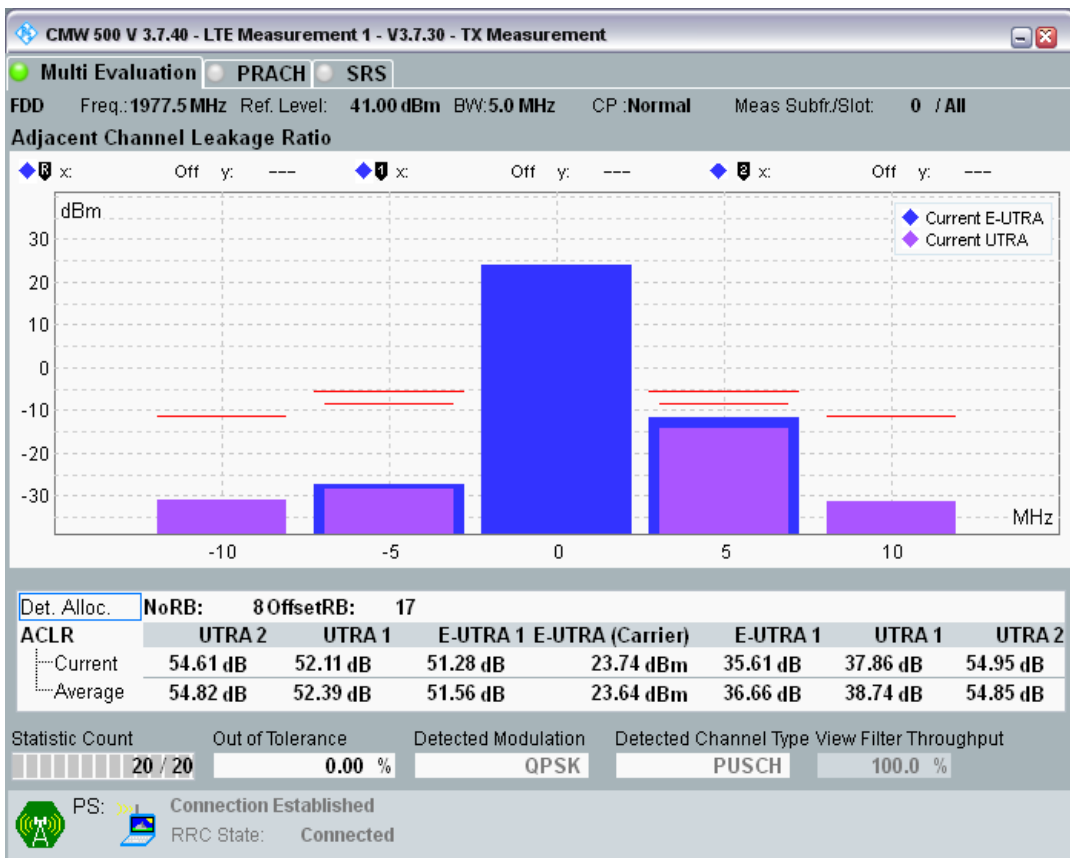 CMW 500 V 3.7.40 - LTE Measurement 1 - V3.7.30 - TX Measurement
Multi Evaluation PRACH SRS
FDD Freq.: 1977.5 MHz Ref. Level: 41.00 dBm BW: 5.0 MHz CP : Normal Meas Subfr./Slot: 0 / All
Adjacent Channel Leakage Ratio
R x: Off y: --- 1 x: Off y: --- 2 x: Off y: ---
dBm
Current E-UTRA
Current UTRA
30
20
10
0
-10
-20
-30
MHz
-10 -5 0 5 10
Det. Alloc. NoRB: 8 OffsetRB: 17
ACLR UTRA 2 UTRA 1 E-UTRA 1 E-UTRA (Carrier) E-UTRA 1 UTRA 1 UTRA 2
Current 54.61 dB 52.11 dB 51.28 dB 23.74 dBm 35.61 dB 37.86 dB 54.95 dB
Average 54.82 dB 52.39 dB 51.56 dB 23.64 dBm 36.66 dB 38.74 dB 54.85 dB
Statistic Count Out of Tolerance Detected Modulation Detected Channel Type View Filter Throughput
20 / 20 0.00 % QPSK PUSCH 100.0 %
PS: Connection Established
RRC State: Connected